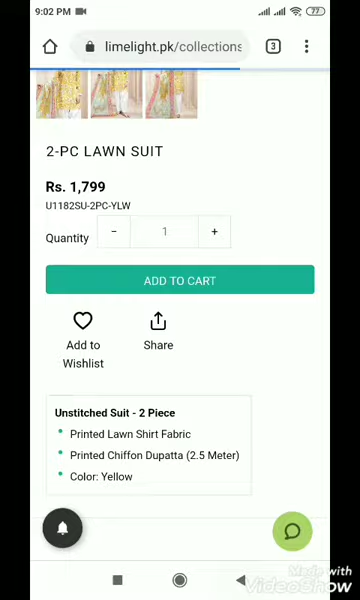 9:02 PM
77
limelight.pk/collections
3
2-PC LAWN SUIT
Rs. 1,799
U1182SU-2PC-YLW
Quantity - 1 +
ADD TO CART
Add to Wishlist
Share
Unstitched Suit - 2 Piece
Printed Lawn Shirt Fabric
Printed Chiffon Dupatta (2.5 Meter)
Color: Yellow
Made with
VideoShow